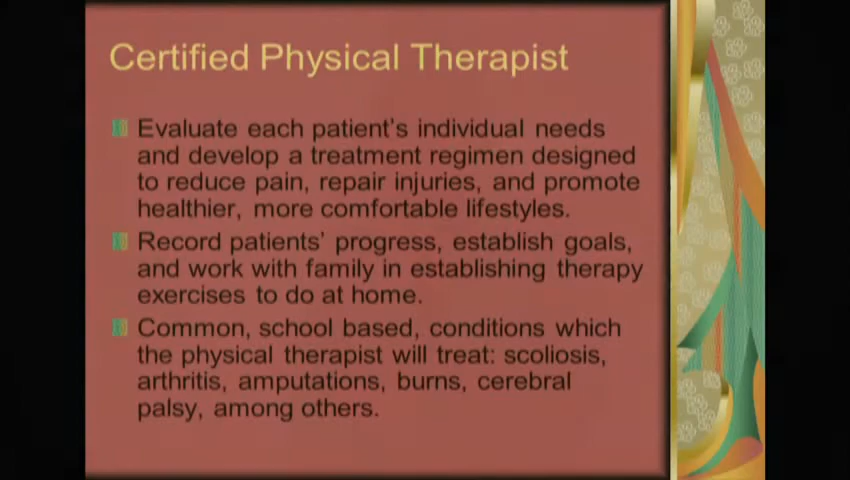 Certified Physical Therapist
Evaluate each patient's individual needs
and develop a treatment regimen designed
to reduce pain, repair injuries, and promote
healthier, more comfortable lifestyles.
Record patients' progress, establish goals,
and work with family in establishing therapy
exercises to do at home.
Common, school based, conditions which
the physical therapist will treat: scoliosis,
arthritis, amputations, burns, cerebral
palsy, among others.